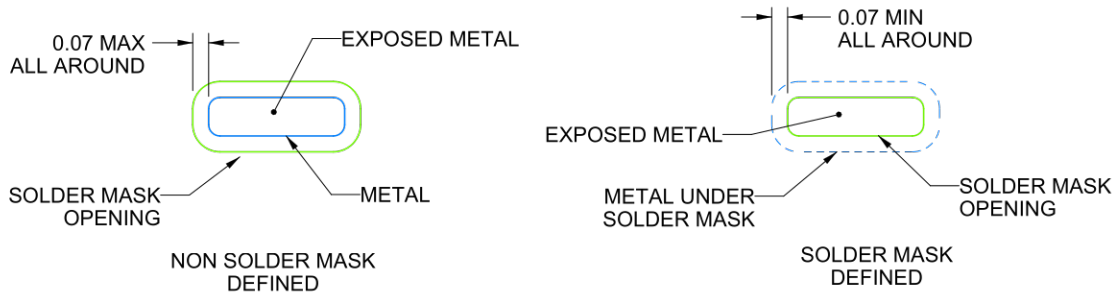 0.07 MAX
ALL AROUND
EXPOSED METAL
SOLDER MASK
OPENING
METAL
NON SOLDER MASK
DEFINED
0.07 MIN
ALL AROUND
EXPOSED METAL
METAL UNDER
SOLDER MASK
SOLDER MASK
OPENING
SOLDER MASK
DEFINED